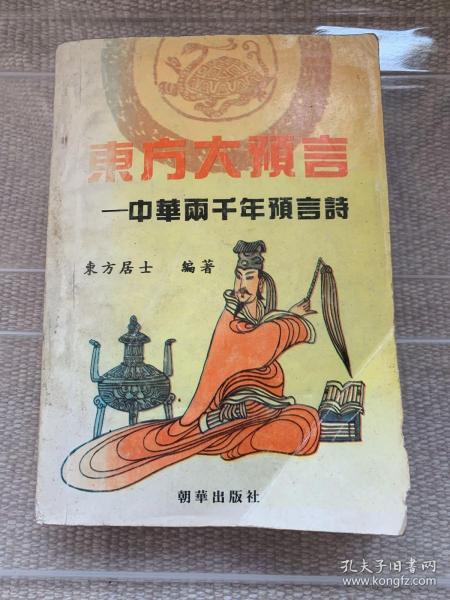 東方大預言
—中華兩千年預言詩
東方居士 編著
朝華出版社
孔夫子旧书网
www.kongfz.com